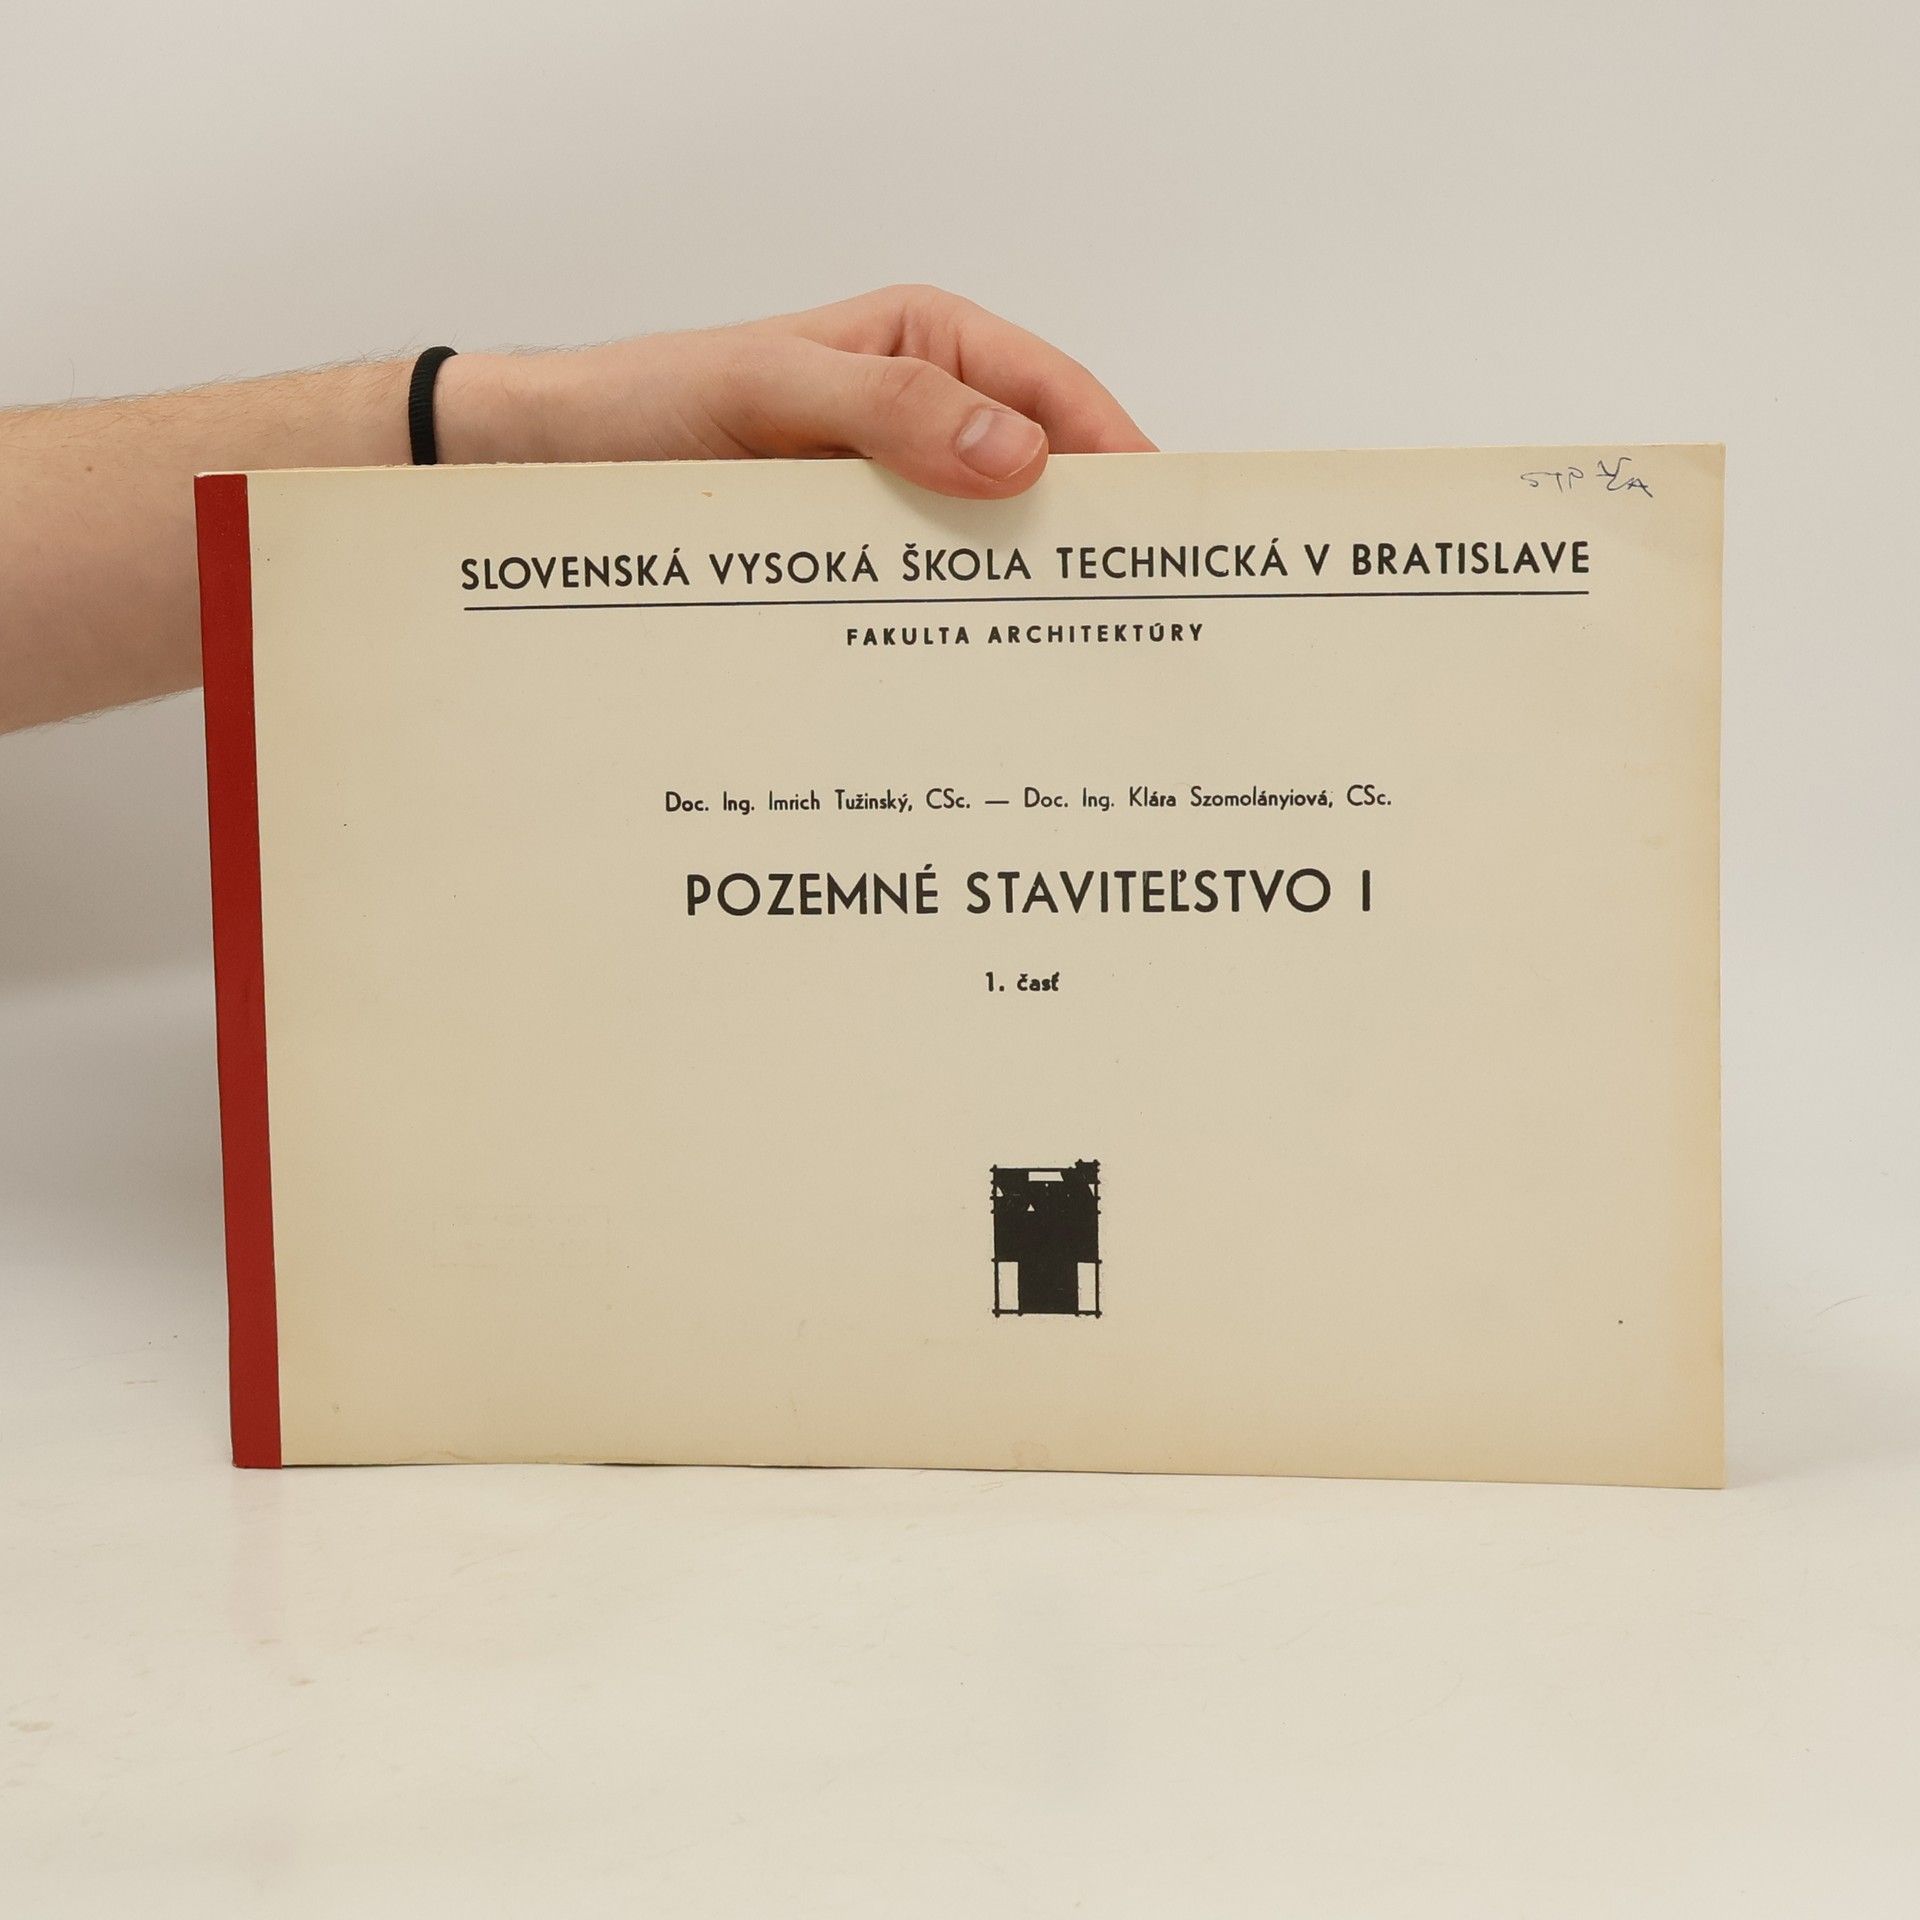 SLOVENSKÁ VYSOKÁ ŠKOLA TECHNICKÁ V BRATISLAVE
FAKULTA ARCHITEKTÚRY
Doc. Ing. Imrich Tužinský, CSc. — Doc. Ing. Klára Szomolányiová, CSc.
POZEMNÉ STAVITEĽSTVO I
1. časť